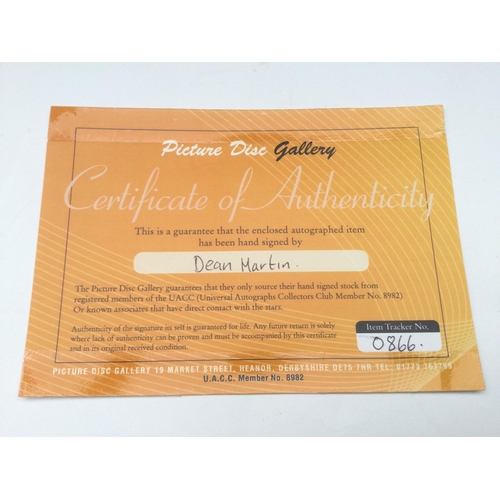 Picture Disc Gallery
Certificate of Authenticity
This is a guarantee that the enclosed autographed item
has been hand signed by
Dean Martin.
The Picture Disc Gallery guarantees that they only source their hand signed stock from
registered members of the UACC (Universal Autographs Collectors Club Member No. 8982)
Or known associates that have direct contact with the stars.
Authenticity of the signature its self is guaranteed for life. Any future return is solely
where lack of authenticity can be proven and must be accompanied by this certificate
and in its original received condition.
Item Tracker No.
0866.
PICTURE DISC GALLERY 19 MARKET STREET, HEANOR, DERBYSHIRE DE75 7NR TEL: 01773
U.A.C.C. Member No. 8982